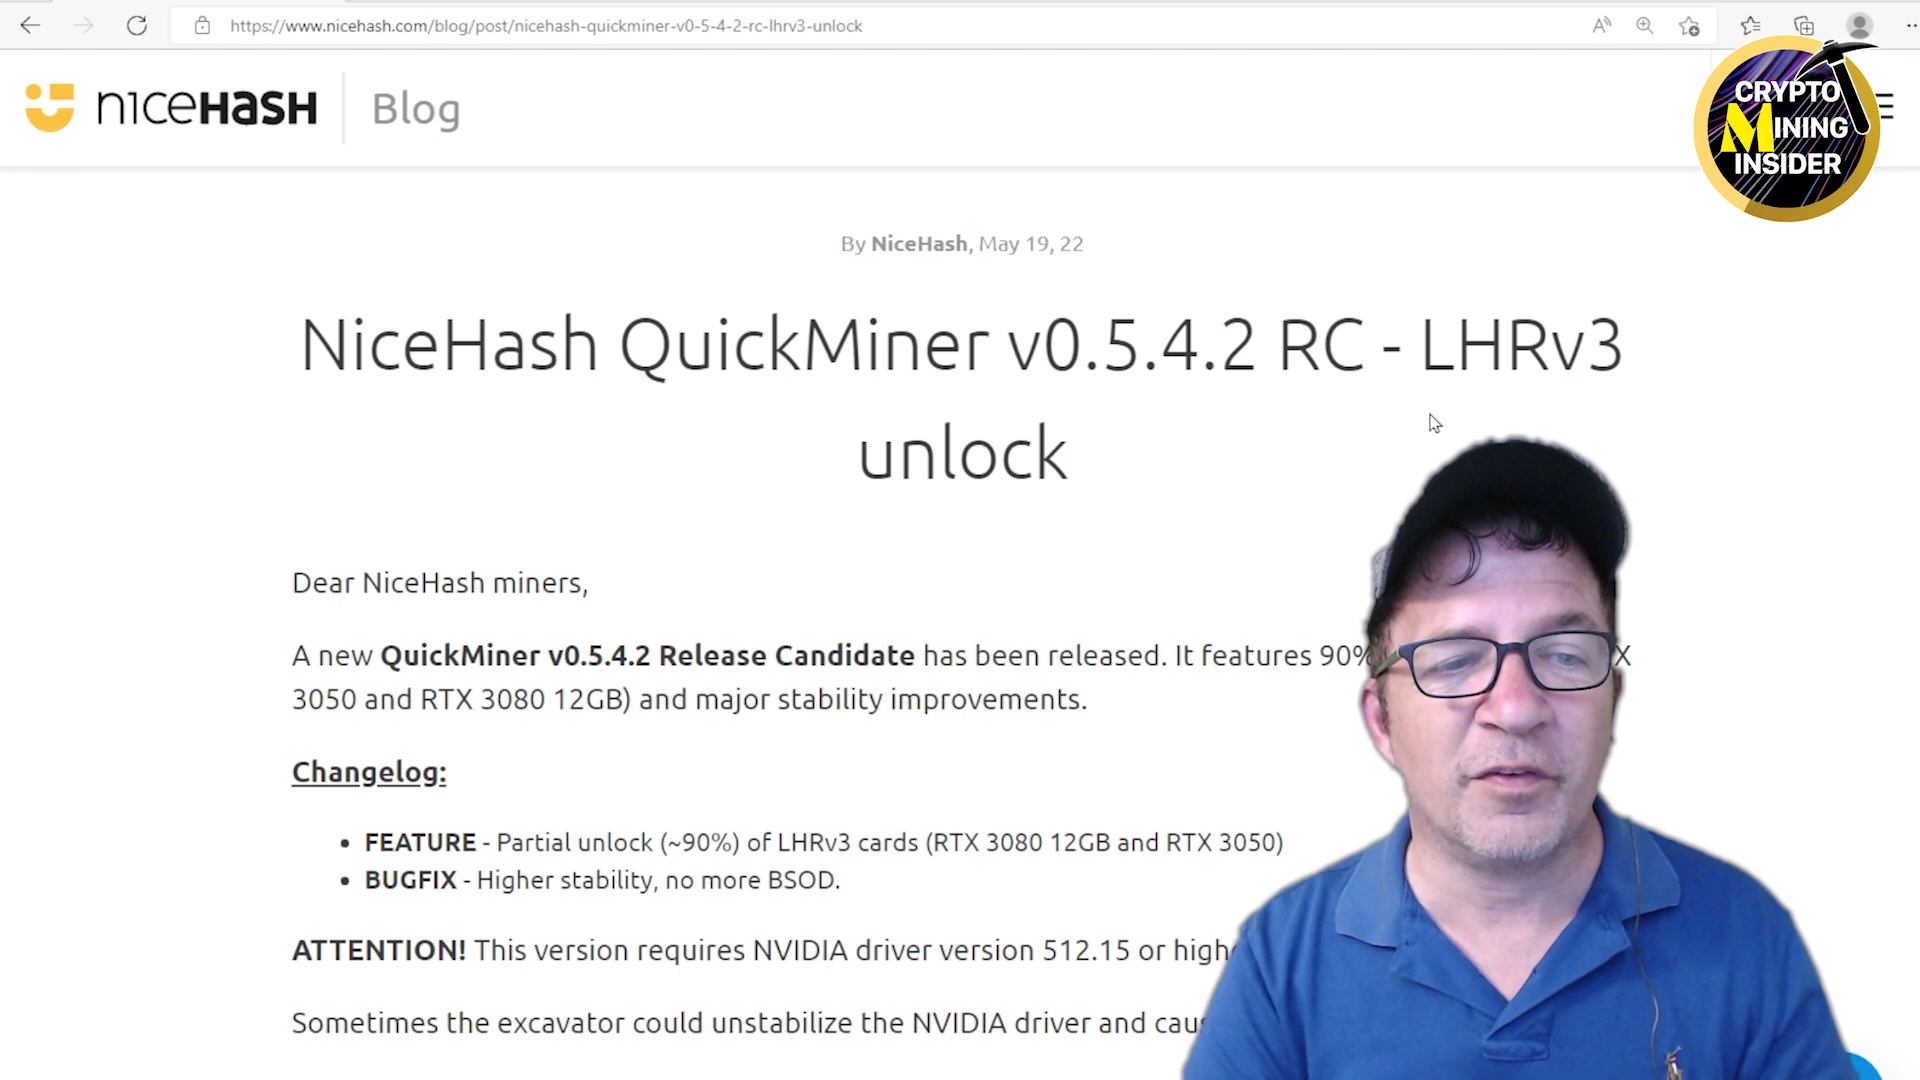 https://www.nicehash.com/blog/post/nicehash-quickminer-v0-5-4-2-rc-lhrv3-unlock
niceHASH Blog
CRYPTO
MINING
INSIDER
By NiceHash, May 19, 22
NiceHash QuickMiner v0.5.4.2 RC - LHRv3
unlock
Dear NiceHash miners,
A new QuickMiner v0.5.4.2 Release Candidate has been released. It features 90% X
3050 and RTX 3080 12GB) and major stability improvements.
Changelog:
• FEATURE - Partial unlock (~90%) of LHRv3 cards (RTX 3080 12GB and RTX 3050)
• BUGFIX - Higher stability, no more BSOD.
ATTENTION! This version requires NVIDIA driver version 512.15 or high
Sometimes the excavator could unstabilize the NVIDIA driver and cau